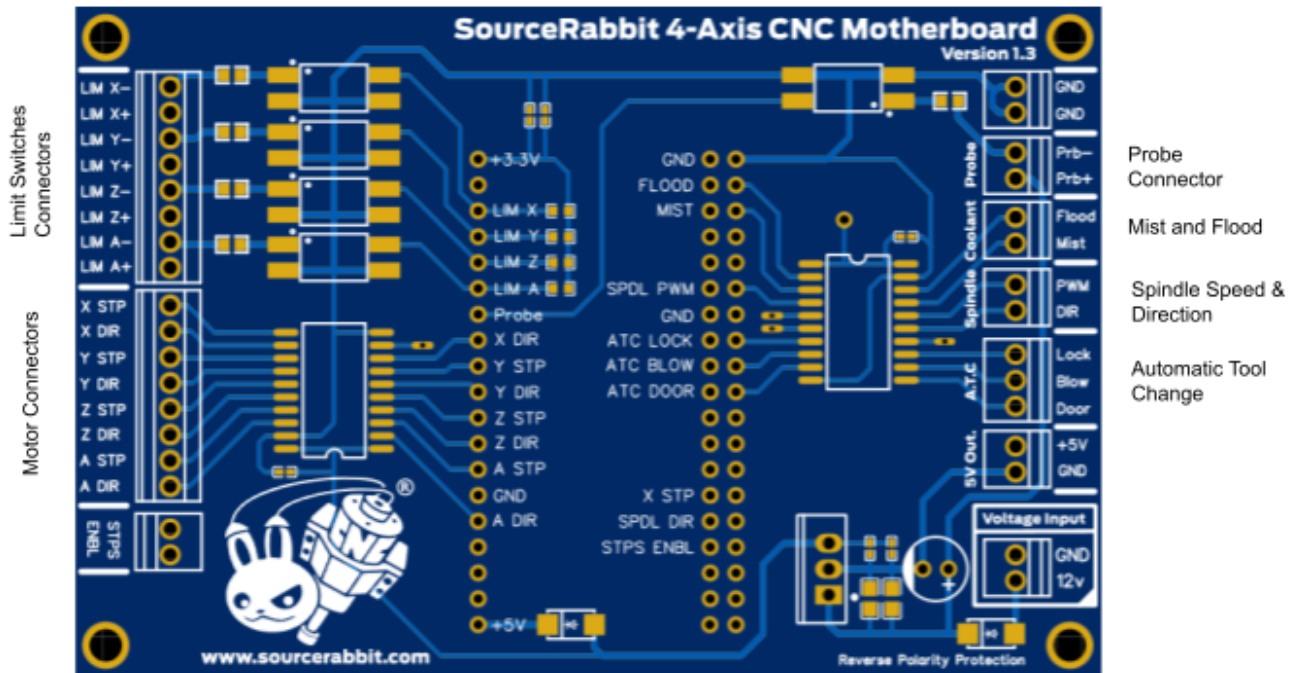 SourceRabbit 4-Axis CNC Motherboard
Version 1.3
Limit Switches
Connectors
LIM X-
LIM X+
LIM Y-
LIM Y+
LIM Z-
LIM Z+
LIM A-
LIM A+
Motor Connectors
X STP
X DIR
Y STP
Y DIR
Z STP
Z DIR
A STP
A DIR
STPS
ENBL
+3.3V
LIM X
LIM Y
LIM Z
LIM A
Probe
X DIR
Y STP
Y DIR
Z STP
Z DIR
A STP
GND
A DIR
+5V
GND
FLOOD
MIST
SPDL PWM
GND
ATC LOCK
ATC BLOW
ATC DOOR
X STP
SPDL DIR
STPS ENBL
GND
GND
Probe
Prb-
Prb+
Coolant
Flood
Mist
Spindle
PWM
DIR
A.T.C
Lock
Blow
Door
5V Out.
+5V
GND
Voltage Input
GND
12v
+
Reverse Polarity Protection
CNC
®
www.sourcerabbit.com
Probe
Connector
Mist and Flood
Spindle Speed &
Direction
Automatic Tool
Change